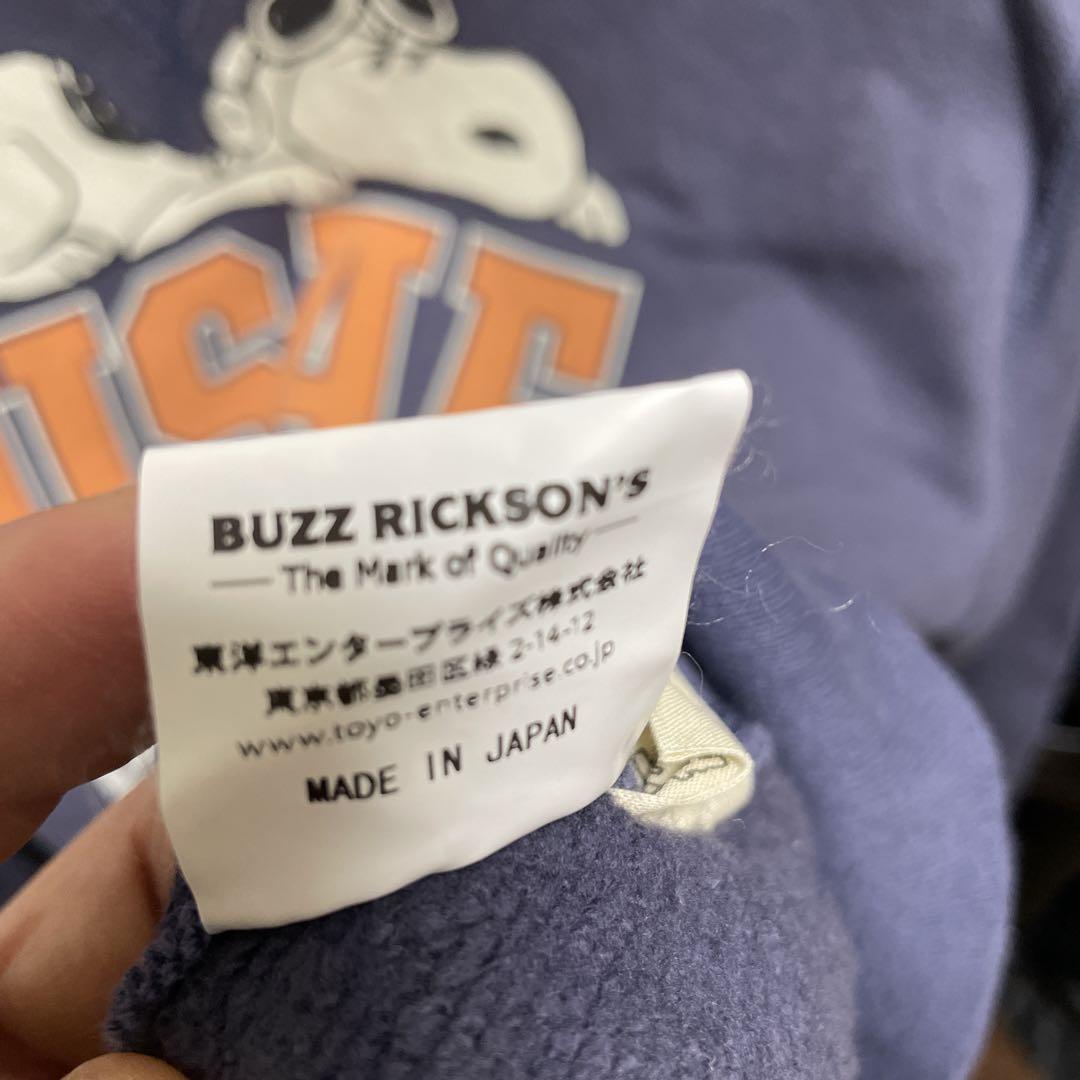 BUZZ RICKSON'S
The Mark of Quality
東洋エンタープライズ株式会社
東京都墨田区緑 2-14-12
www.toyo-enterprise.co.jp
MADE IN JAPAN